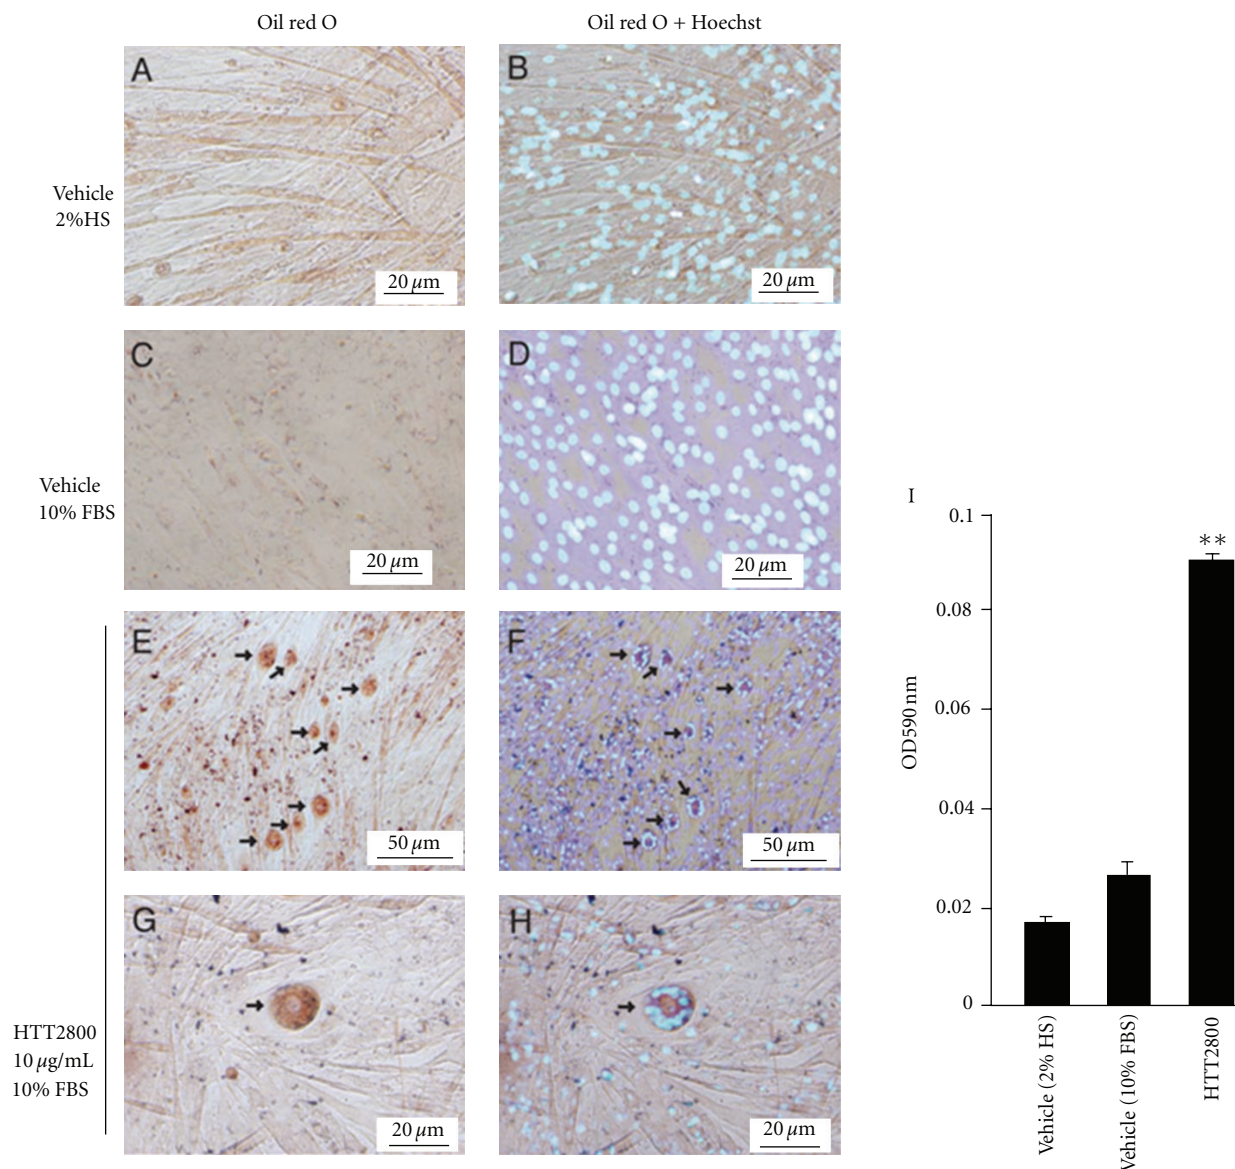 Oil red O
Oil red O + Hoechst
A
B
Vehicle
2%HS
20 µm
20 µm
C
D
Vehicle
10% FBS
20 µm
20 µm
E
F
50 µm
50 µm
G
H
HTT2800
10 µg/mL
10% FBS
20 µm
20 µm
I
0.1
**
0.08
0.06
OD590 nm
0.04
0.02
0
Vehicle (2% HS)
Vehicle (10% FBS)
HTT2800